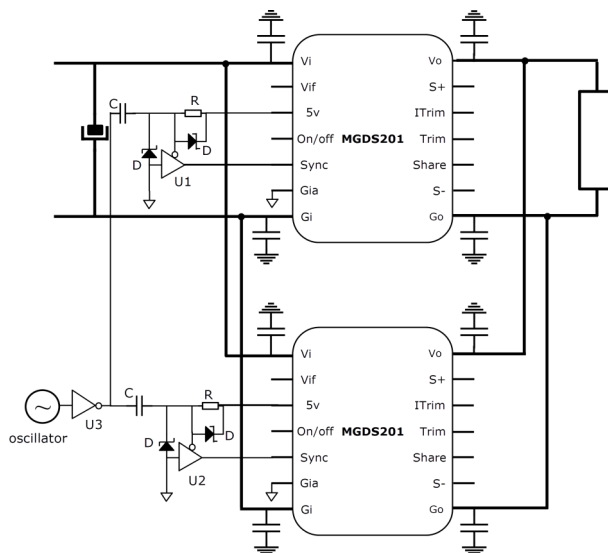 Vi Vo
Vif S+
C R 5v ITrim
On/off MGDS201 Trim
D D Sync Share
U1
Gia S-
Gi Go
Vi Vo
Vif S+
C R 5v ITrim
On/off MGDS201 Trim
D D
U3
oscillator
Sync Share
U2
Gia S-
Gi Go